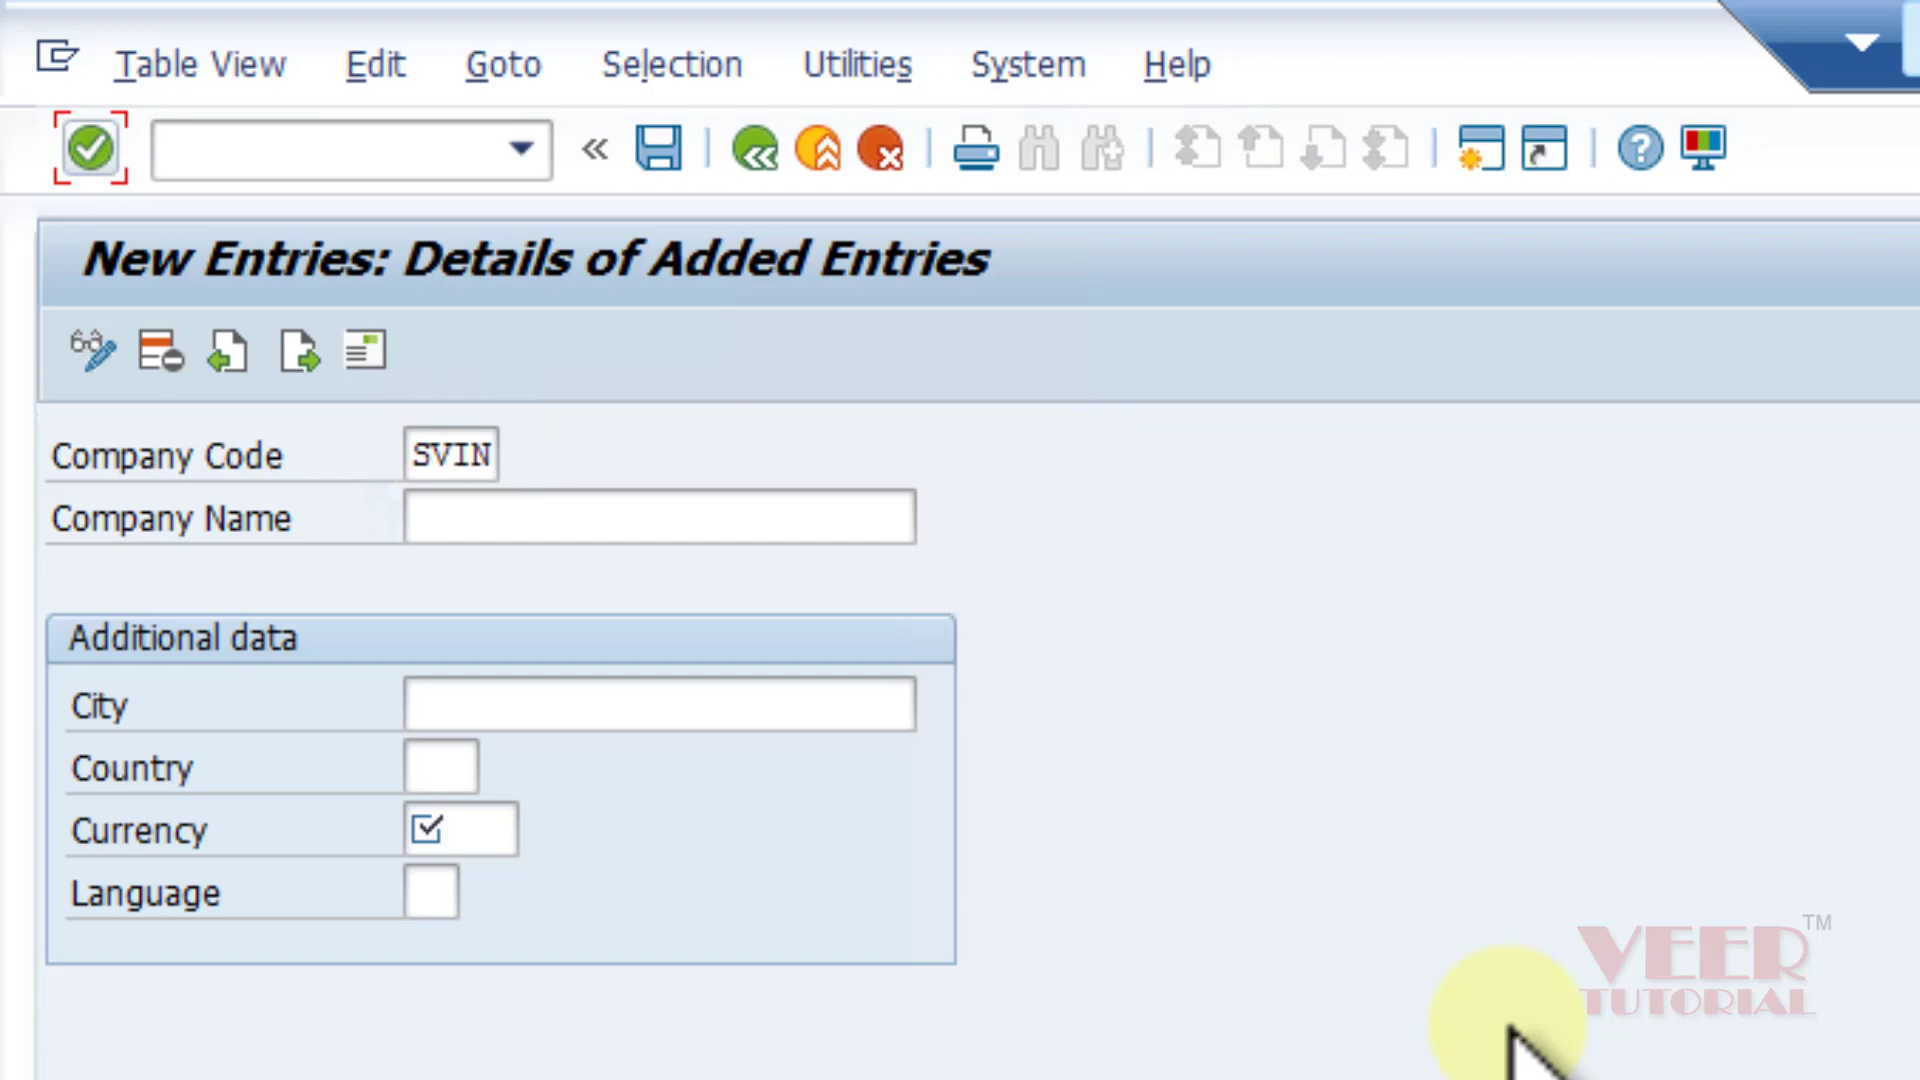 Table View Edit Goto Selection Utilities System Help
New Entries: Details of Added Entries
Company Code SVIN
Company Name
Additional data
City
Country
Currency
Language
VEER TM
TUTORIAL